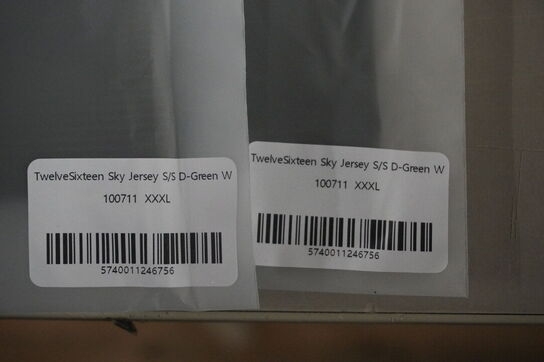 TwelveSixteen Sky Jersey S/S D-Green W
100711 XXXL
5740011246756
TwelveSixteen Sky Jersey S/S D-Green W
100711 XXXL
5740011246756